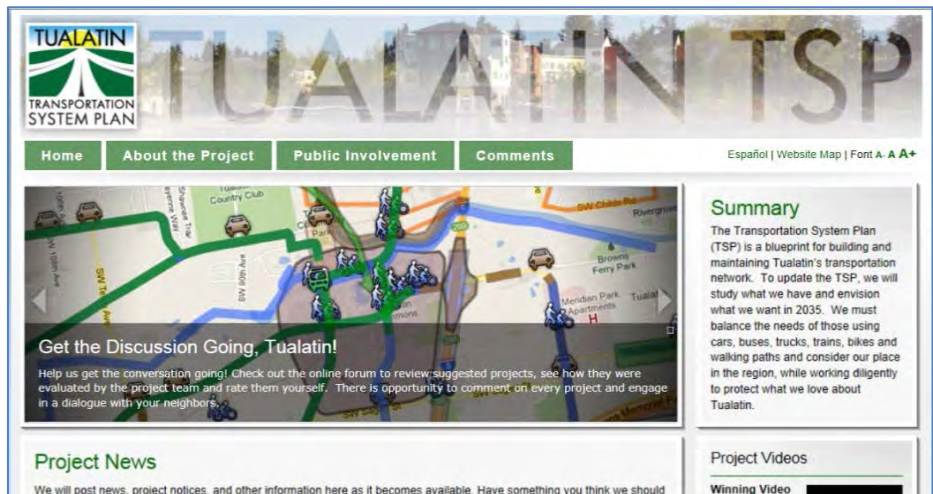 TUALATIN
TRANSPORTATION
SYSTEM PLAN
TUALATIN TSP
Home
About the Project
Public Involvement
Comments
Español | Website Map | Font A- A A+
Country Club
SW 90th Ave
SW Childs Rd
Rivergrove
Browns
Ferry Park
Meridian Park
Apartments
H
Get the Discussion Going, Tualatin!
Help us get the conversation going! Check out the online forum to review suggested projects, see how they were
evaluated by the project team and rate them yourself. There is opportunity to comment on every project and engage
in a dialogue with your neighbors.
Summary
The Transportation System Plan
(TSP) is a blueprint for building and
maintaining Tualatin's transportation
network. To update the TSP, we will
study what we have and envision
what we want in 2035. We must
balance the needs of those using
cars, buses, trucks, trains, bikes and
walking paths and consider our place
in the region, while working diligently
to protect what we love about
Tualatin.
Project News
We will post news, project notices, and other information here as it becomes available. Have something you think we should
Project Videos
Winning Video